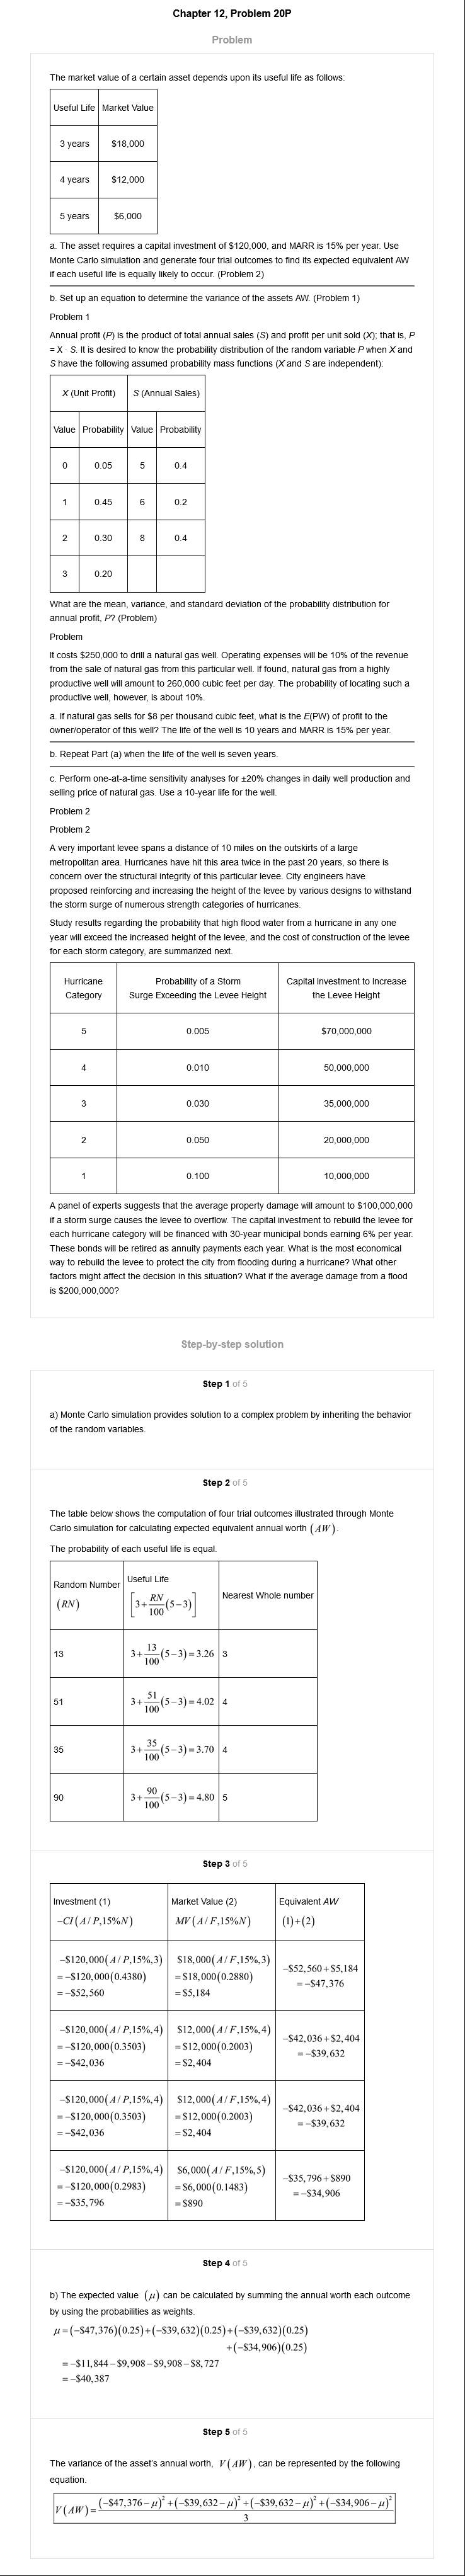 Chapter 12, Problem 20P
Problem
The market value of a certain asset depends upon its useful life as follows:
Useful Life Market Value
3 years $18,000
4 years $12,000
5 years $6,000
a. The asset requires a capital investment of $120,000, and MARR is 15% per year. Use
Monte Carlo simulation and generate four trial outcomes to find its expected equivalent AW
if each useful life is equally likely to occur. (Problem 2)
b. Set up an equation to determine the variance of the assets AW. (Problem 1)
Problem 1
Annual profit (P) is the product of total annual sales (S) and profit per unit sold (X); that is, P
= X · S. It is desired to know the probability distribution of the random variable P when X and
S have the following assumed probability mass functions (X and S are independent):
X (Unit Profit) S (Annual Sales)
Value Probability Value Probability
0 0.05 5 0.4
1 0.45 6 0.2
2 0.30 8 0.4
3 0.20
What are the mean, variance, and standard deviation of the probability distribution for
annual profit, P? (Problem)
Problem
It costs $250,000 to drill a natural gas well. Operating expenses will be 10% of the revenue
from the sale of natural gas from this particular well. If found, natural gas from a highly
productive well will amount to 260,000 cubic feet per day. The probability of locating such a
productive well, however, is about 10%.
a. If natural gas sells for $8 per thousand cubic feet, what is the E(PW) of profit to the
owner/operator of this well? The life of the well is 10 years and MARR is 15% per year.
b. Repeat Part (a) when the life of the well is seven years.
c. Perform one-at-a-time sensitivity analyses for ±20% changes in daily well production and
selling price of natural gas. Use a 10-year life for the well.
Problem 2
Problem 2
A very important levee spans a distance of 10 miles on the outskirts of a large
metropolitan area. Hurricanes have hit this area twice in the past 20 years, so there is
concern over the structural integrity of this particular levee. City engineers have
proposed reinforcing and increasing the height of the levee by various designs to withstand
the storm surge of numerous strength categories of hurricanes.
Study results regarding the probability that high flood water from a hurricane in any one
year will exceed the increased height of the levee, and the cost of construction of the levee
for each storm category, are summarized next.
Hurricane Probability of a Storm Capital Investment to Increase
Category Surge Exceeding the Levee Height the Levee Height
5 0.005 $70,000,000
4 0.010 50,000,000
3 0.030 35,000,000
2 0.050 20,000,000
1 0.100 10,000,000
A panel of experts suggests that the average property damage will amount to $100,000,000
if a storm surge causes the levee to overflow. The capital investment to rebuild the levee for
each hurricane category will be financed with 30-year municipal bonds earning 6% per year.
These bonds will be retired as annuity payments each year. What is the most economical
way to rebuild the levee to protect the city from flooding during a hurricane? What other
factors might affect the decision in this situation? What if the average damage from a flood
is $200,000,000?
Step-by-step solution
Step 1 of 5
a) Monte Carlo simulation provides solution to a complex problem by inheriting the behavior
of the random variables.
Step 2 of 5
The table below shows the computation of four trial outcomes illustrated through Monte
Carlo simulation for calculating expected equivalent annual worth (AW).
The probability of each useful life is equal.
Random Number (RN) Useful Life [3+RN/100(5−3)] Nearest Whole number
13 3+13/100(5−3)=3.26 3
51 3+51/100(5−3)=4.02 4
35 3+35/100(5−3)=3.70 4
90 3+90/100(5−3)=4.80 5
Step 3 of 5
Investment (1) Market Value (2) Equivalent AW
−CI(A/P,15%N) MV(A/F,15%N) (1)+(2)
−$120,000(A/P,15%,3) $18,000(A/F,15%,3) −$52,560+$5,184
=−$120,000(0.4380) =$18,000(0.2880) =−$47,376
=−$52,560 =$5,184
−$120,000(A/P,15%,4) $12,000(A/F,15%,4) −$42,036+$2,404
=−$120,000(0.3503) =$12,000(0.2003) =−$39,632
=−$42,036 =$2,404
−$120,000(A/P,15%,4) $12,000(A/F,15%,4) −$42,036+$2,404
=−$120,000(0.3503) =$12,000(0.2003) =−$39,632
=−$42,036 =$2,404
−$120,000(A/P,15%,4) $6,000(A/F,15%,5) −$35,796+$890
=−$120,000(0.2983) =$6,000(0.1483) =−$34,906
=−$35,796 =$890
Step 4 of 5
b) The expected value (μ) can be calculated by summing the annual worth each outcome
by using the probabilities as weights.
μ=(−$47,376)(0.25)+(−$39,632)(0.25)+(−$39,632)(0.25)
+(−$34,906)(0.25)
=−$11,844−$9,908−$9,908−$8,727
=−$40,387
Step 5 of 5
The variance of the asset's annual worth, V(AW), can be represented by the following
equation.
V(AW)=((−$47,376−μ)²+(−$39,632−μ)²+(−$39,632−μ)²+(−$34,906−μ)²)/3